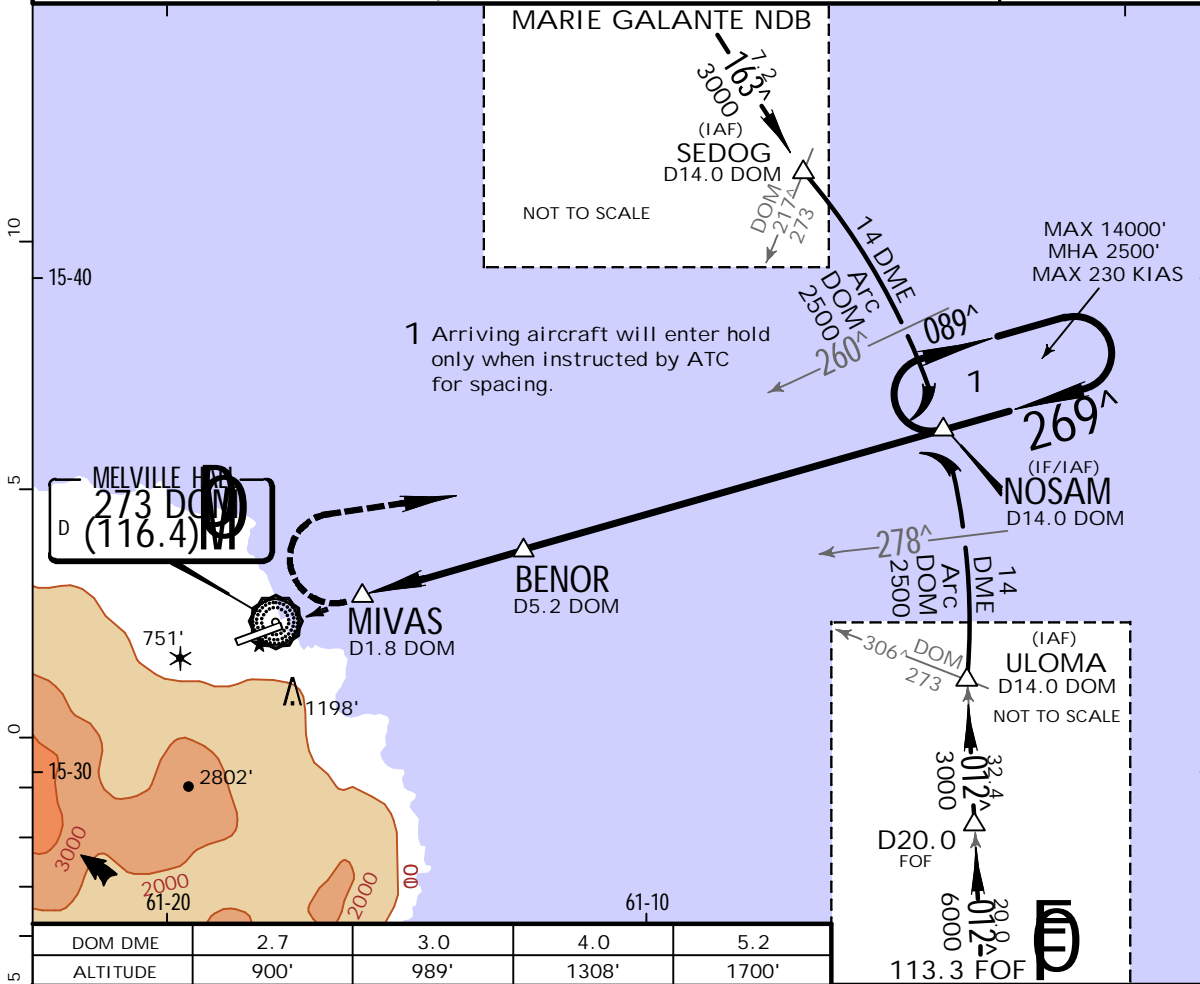 MARIE GALANTE NDB
7.2
163^
3000
(IAF)
SEDOG
D14.0 DOM
DOM
217^
273
NOT TO SCALE
14 DME
Arc
DOM
2500
MAX 14000'
MHA 2500'
MAX 230 KIAS
10
15-40
1 Arriving aircraft will enter hold
only when instructed by ATC
for spacing.
260^
089^
1
269^
(IF/IAF)
NOSAM
D14.0 DOM
5
MELVILLE HALL
D
273 DOM
(116.4)
278^
14
DME
Arc
DOM
2500
BENOR
D5.2 DOM
MIVAS
D1.8 DOM
751'
1198'
306^
DOM
273
(IAF)
ULOMA
D14.0 DOM
NOT TO SCALE
0
15-30
2802'
32.4
012^
3000
D20.0
FOF
3000
2000
2000
00
61-20
61-10
20.0
012^
6000
113.3 FOF
5
DOM DME 2.7 3.0 4.0 5.2
ALTITUDE 900' 989' 1308' 1700'